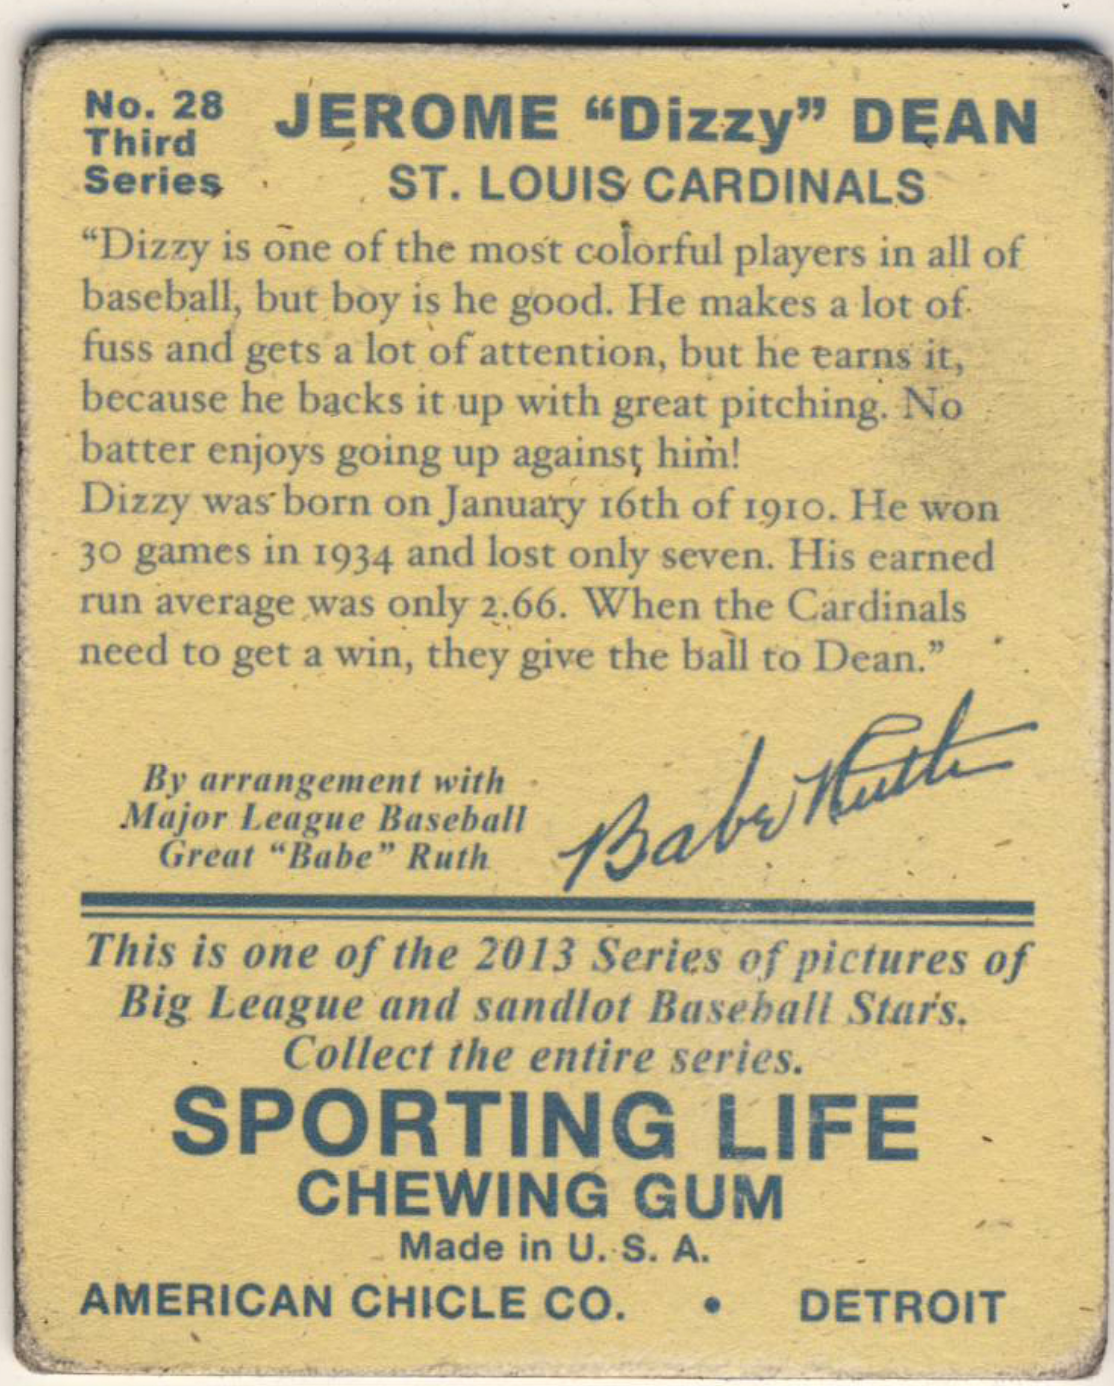 No. 28
Third
Series
JEROME “Dizzy” DEAN
ST. LOUIS CARDINALS
“Dizzy is one of the most colorful players in all of
baseball, but boy is he good. He makes a lot of
fuss and gets a lot of attention, but he earns it,
because he backs it up with great pitching. No
batter enjoys going up against him!
Dizzy was born on January 16th of 1910. He won
30 games in 1934 and lost only seven. His earned
run average was only 2.66. When the Cardinals
need to get a win, they give the ball to Dean.”
By arrangement with
Major League Baseball
Great “Babe” Ruth
Babe Ruth
This is one of the 2013 Series of pictures of
Big League and sandlot Baseball Stars.
Collect the entire series.
SPORTING LIFE
CHEWING GUM
Made in U. S. A.
AMERICAN CHICLE CO. • DETROIT